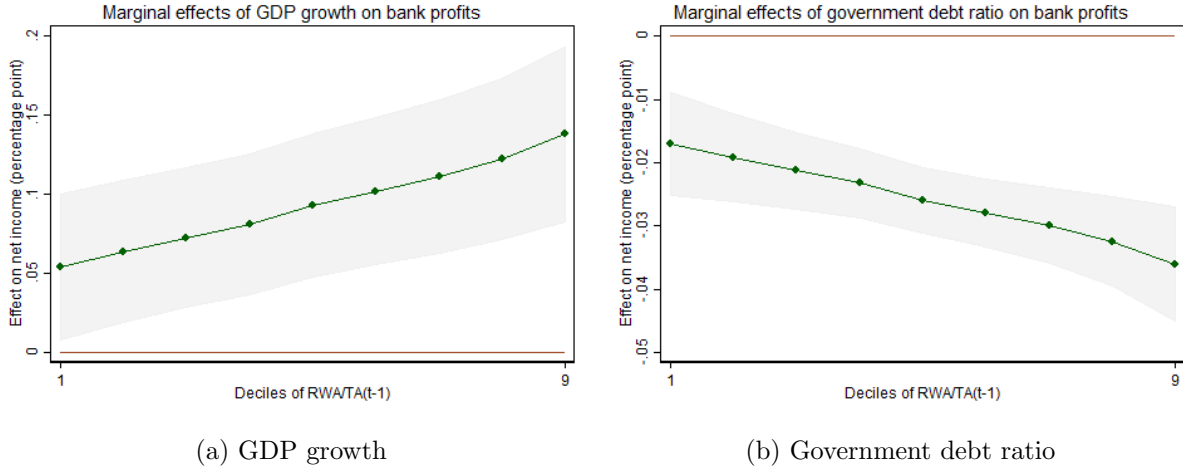 Marginal effects of GDP growth on bank profits
Effect on net income (percentage point)
.2
.15
.1
.05
0
1
9
Deciles of RWA/TA(t-1)
(a) GDP growth
Marginal effects of government debt ratio on bank profits
Effect on net income (percentage point)
0
-.01
-.02
-.03
-.04
-.05
1
9
Deciles of RWA/TA(t-1)
(b) Government debt ratio